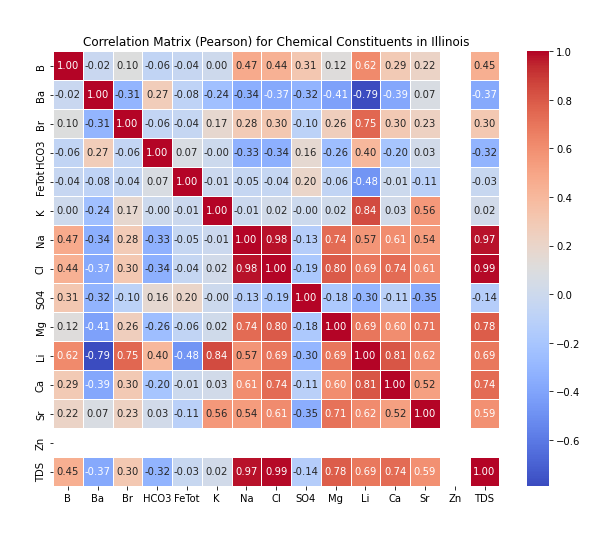 Correlation Matrix (Pearson) for Chemical Constituents in Illinois
B 1.00 -0.02 0.10 -0.06 -0.04 0.00 0.47 0.44 0.31 0.12 0.62 0.29 0.22 0.45
Ba -0.02 1.00 -0.31 0.27 -0.08 -0.24 -0.34 -0.37 -0.32 -0.41 -0.79 -0.39 0.07 -0.37
Br 0.10 -0.31 1.00 -0.06 -0.04 0.17 0.28 0.30 -0.10 0.26 0.75 0.30 0.23 0.30
HCO3 -0.06 0.27 -0.06 1.00 0.07 -0.00 -0.33 -0.34 0.16 -0.26 0.40 -0.20 0.03 -0.32
FeTot -0.04 -0.08 -0.04 0.07 1.00 -0.01 -0.05 -0.04 0.20 -0.06 -0.48 -0.01 -0.11 -0.03
K 0.00 -0.24 0.17 -0.00 -0.01 1.00 -0.01 0.02 -0.00 0.02 0.84 0.03 0.56 0.02
Na 0.47 -0.34 0.28 -0.33 -0.05 -0.01 1.00 0.98 -0.13 0.74 0.57 0.61 0.54 0.97
Cl 0.44 -0.37 0.30 -0.34 -0.04 0.02 0.98 1.00 -0.19 0.80 0.69 0.74 0.61 0.99
SO4 0.31 -0.32 -0.10 0.16 0.20 -0.00 -0.13 -0.19 1.00 -0.18 -0.30 -0.11 -0.35 -0.14
Mg 0.12 -0.41 0.26 -0.26 -0.06 0.02 0.74 0.80 -0.18 1.00 0.69 0.60 0.71 0.78
Li 0.62 -0.79 0.75 0.40 -0.48 0.84 0.57 0.69 -0.30 0.69 1.00 0.81 0.62 0.69
Ca 0.29 -0.39 0.30 -0.20 -0.01 0.03 0.61 0.74 -0.11 0.60 0.81 1.00 0.52 0.74
Sr 0.22 0.07 0.23 0.03 -0.11 0.56 0.54 0.61 -0.35 0.71 0.62 0.52 1.00 0.59
Zn
TDS 0.45 -0.37 0.30 -0.32 -0.03 0.02 0.97 0.99 -0.14 0.78 0.69 0.74 0.59 1.00
B Ba Br HCO3 FeTot K Na Cl SO4 Mg Li Ca Sr Zn TDS
1.0
0.8
0.6
0.4
0.2
0.0
−0.2
−0.4
−0.6